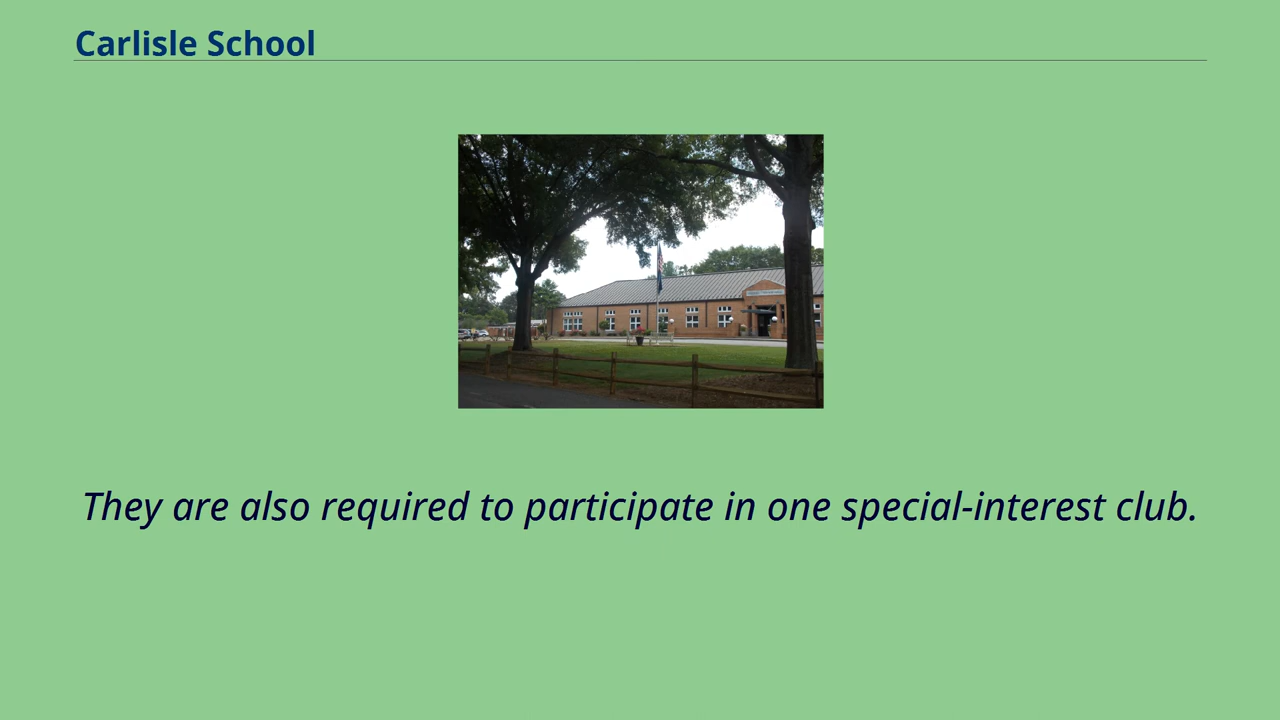 Carlisle School
They are also required to participate in one special-interest club.